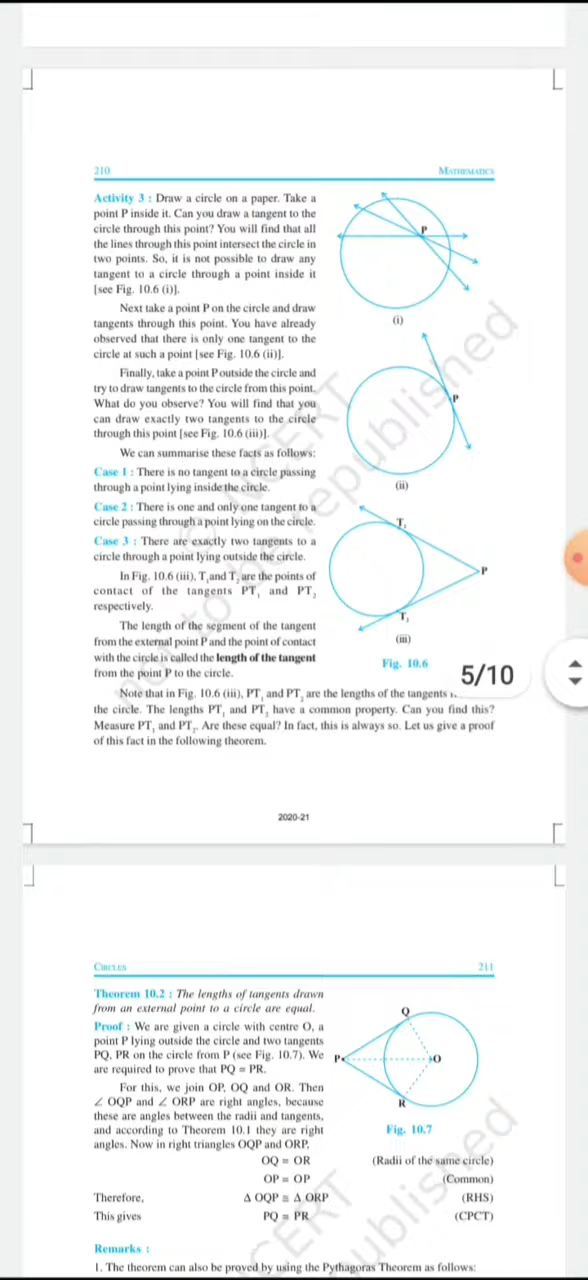 210
MATHEMATICS
Activity 3 : Draw a circle on a paper. Take a
point P inside it. Can you draw a tangent to the
circle through this point? You will find that all
the lines through this point intersect the circle in
two points. So, it is not possible to draw any
tangent to a circle through a point inside it
[see Fig. 10.6 (i)].
P
(i)
Next take a point P on the circle and draw
tangents through this point. You have already
observed that there is only one tangent to the
circle at such a point [see Fig. 10.6 (ii)].
Finally, take a point P outside the circle and
try to draw tangents to the circle from this point.
What do you observe? You will find that you
can draw exactly two tangents to the circle
through this point [see Fig. 10.6 (iii)].
P
(ii)
We can summarise these facts as follows:
Case 1 : There is no tangent to a circle passing
through a point lying inside the circle.
Case 2 : There is one and only one tangent to a
circle passing through a point lying on the circle.
Case 3 : There are exactly two tangents to a
circle through a point lying outside the circle.
In Fig. 10.6 (iii), T₁ and T₂ are the points of
contact of the tangents PT₁ and PT₂
respectively.
The length of the segment of the tangent
from the external point P and the point of contact
with the circle is called the length of the tangent
from the point P to the circle.
T₁
P
T₂
(iii)
Fig. 10.6
5/10
Note that in Fig. 10.6 (iii), PT₁ and PT₂ are the lengths of the tangents
the circle. The lengths PT₁ and PT₂ have a common property. Can you find this?
Measure PT₁ and PT₂. Are these equal? In fact, this is always so. Let us give a proof
of this fact in the following theorem.
2020-21
© NCERT
not to be republished
CIRCLES
211
Theorem 10.2 : The lengths of tangents drawn
from an external point to a circle are equal.
Proof : We are given a circle with centre O, a
point P lying outside the circle and two tangents
PQ, PR on the circle from P (see Fig. 10.7). We
are required to prove that PQ = PR.
For this, we join OP, OQ and OR. Then
∠ OQP and ∠ ORP are right angles, because
these are angles between the radii and tangents,
and according to Theorem 10.1 they are right
angles. Now in right triangles OQP and ORP,
Q
P
O
R
Fig. 10.7
OQ = OR (Radii of the same circle)
OP = OP (Common)
Therefore, Δ OQP ≅ Δ ORP (RHS)
This gives PQ = PR (CPCT)
Remarks :
1. The theorem can also be proved by using the Pythagoras Theorem as follows:
NCERT
published